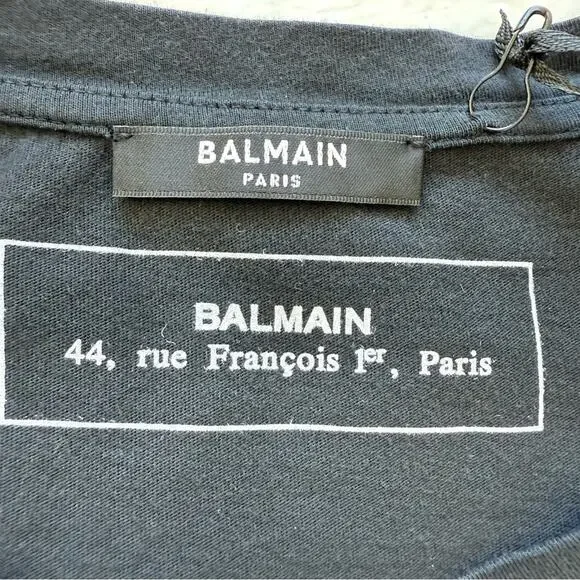 BALMAIN
PARIS
BALMAIN
44, rue François 1er, Paris